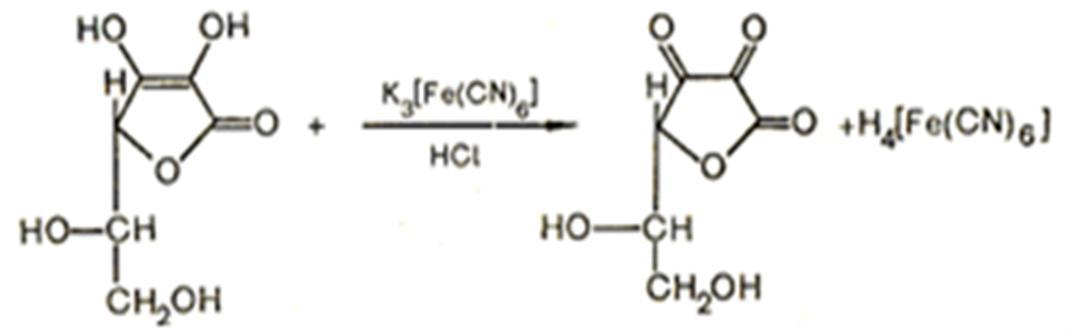 HO OH O O
H H
K₃[Fe(CN)₆]
O + O +H₄[Fe(CN)₆]
HCl
O O
HO CH HO CH
CH₂OH CH₂OH